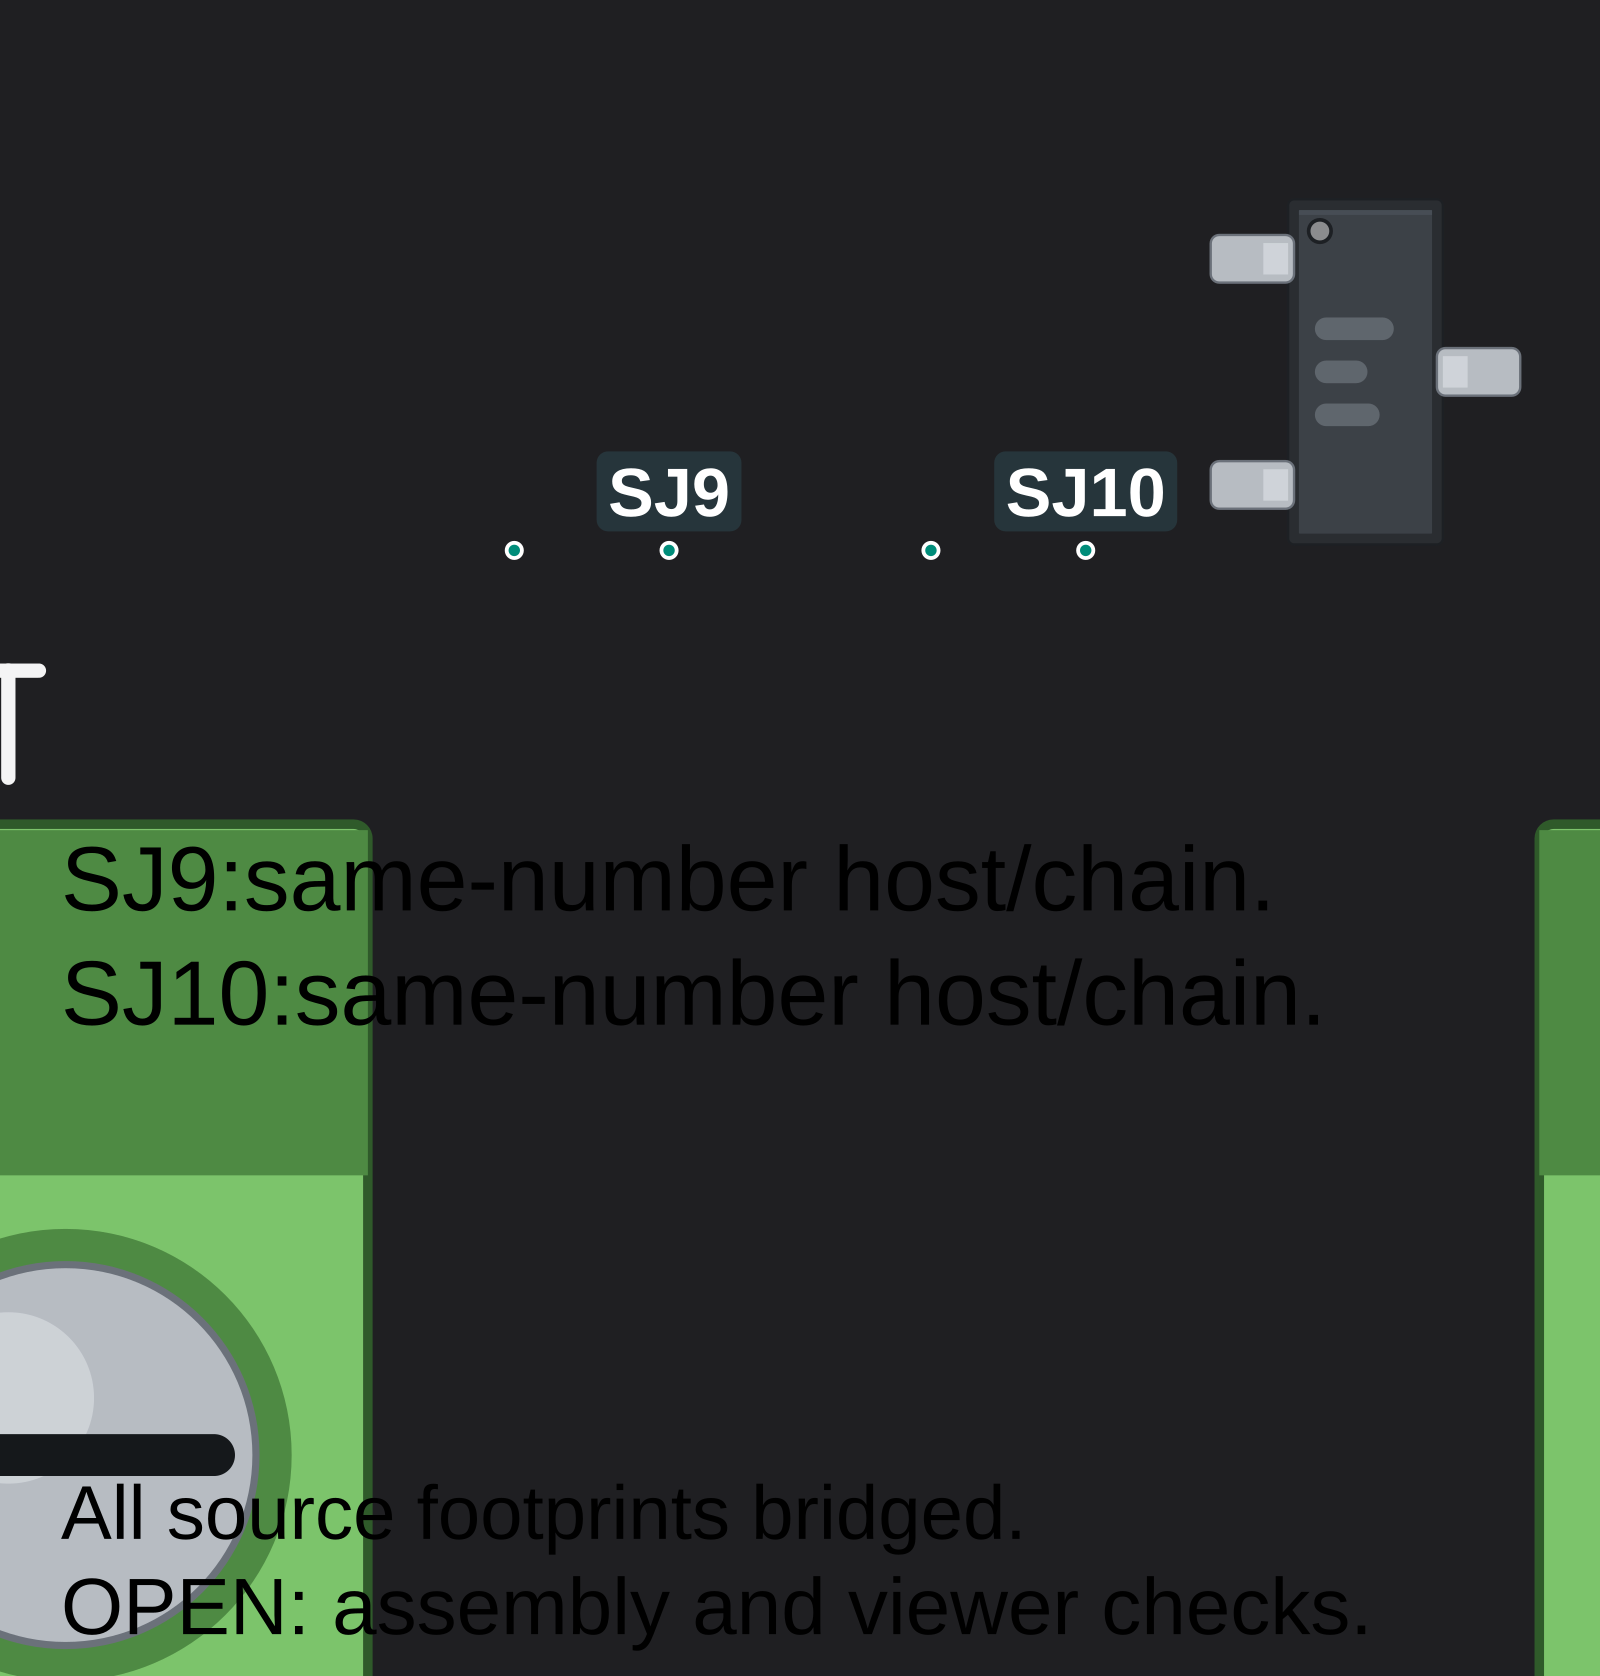 SJ9
SJ10
T
SJ9:same-number host/chain.
SJ10:same-number host/chain.
All source footprints bridged.
OPEN: assembly and viewer checks.